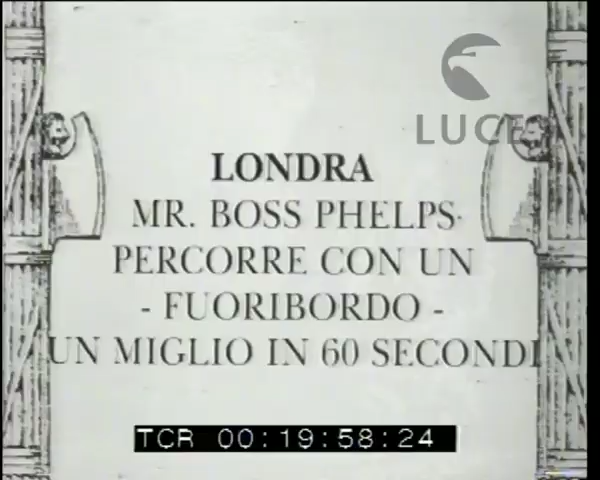 LUCE
LONDRA
MR. BOSS PHELPS
PERCORRE CON UN
- FUORIBORDO -
UN MIGLIO IN 60 SECONDI
TCR 00:19:58:24